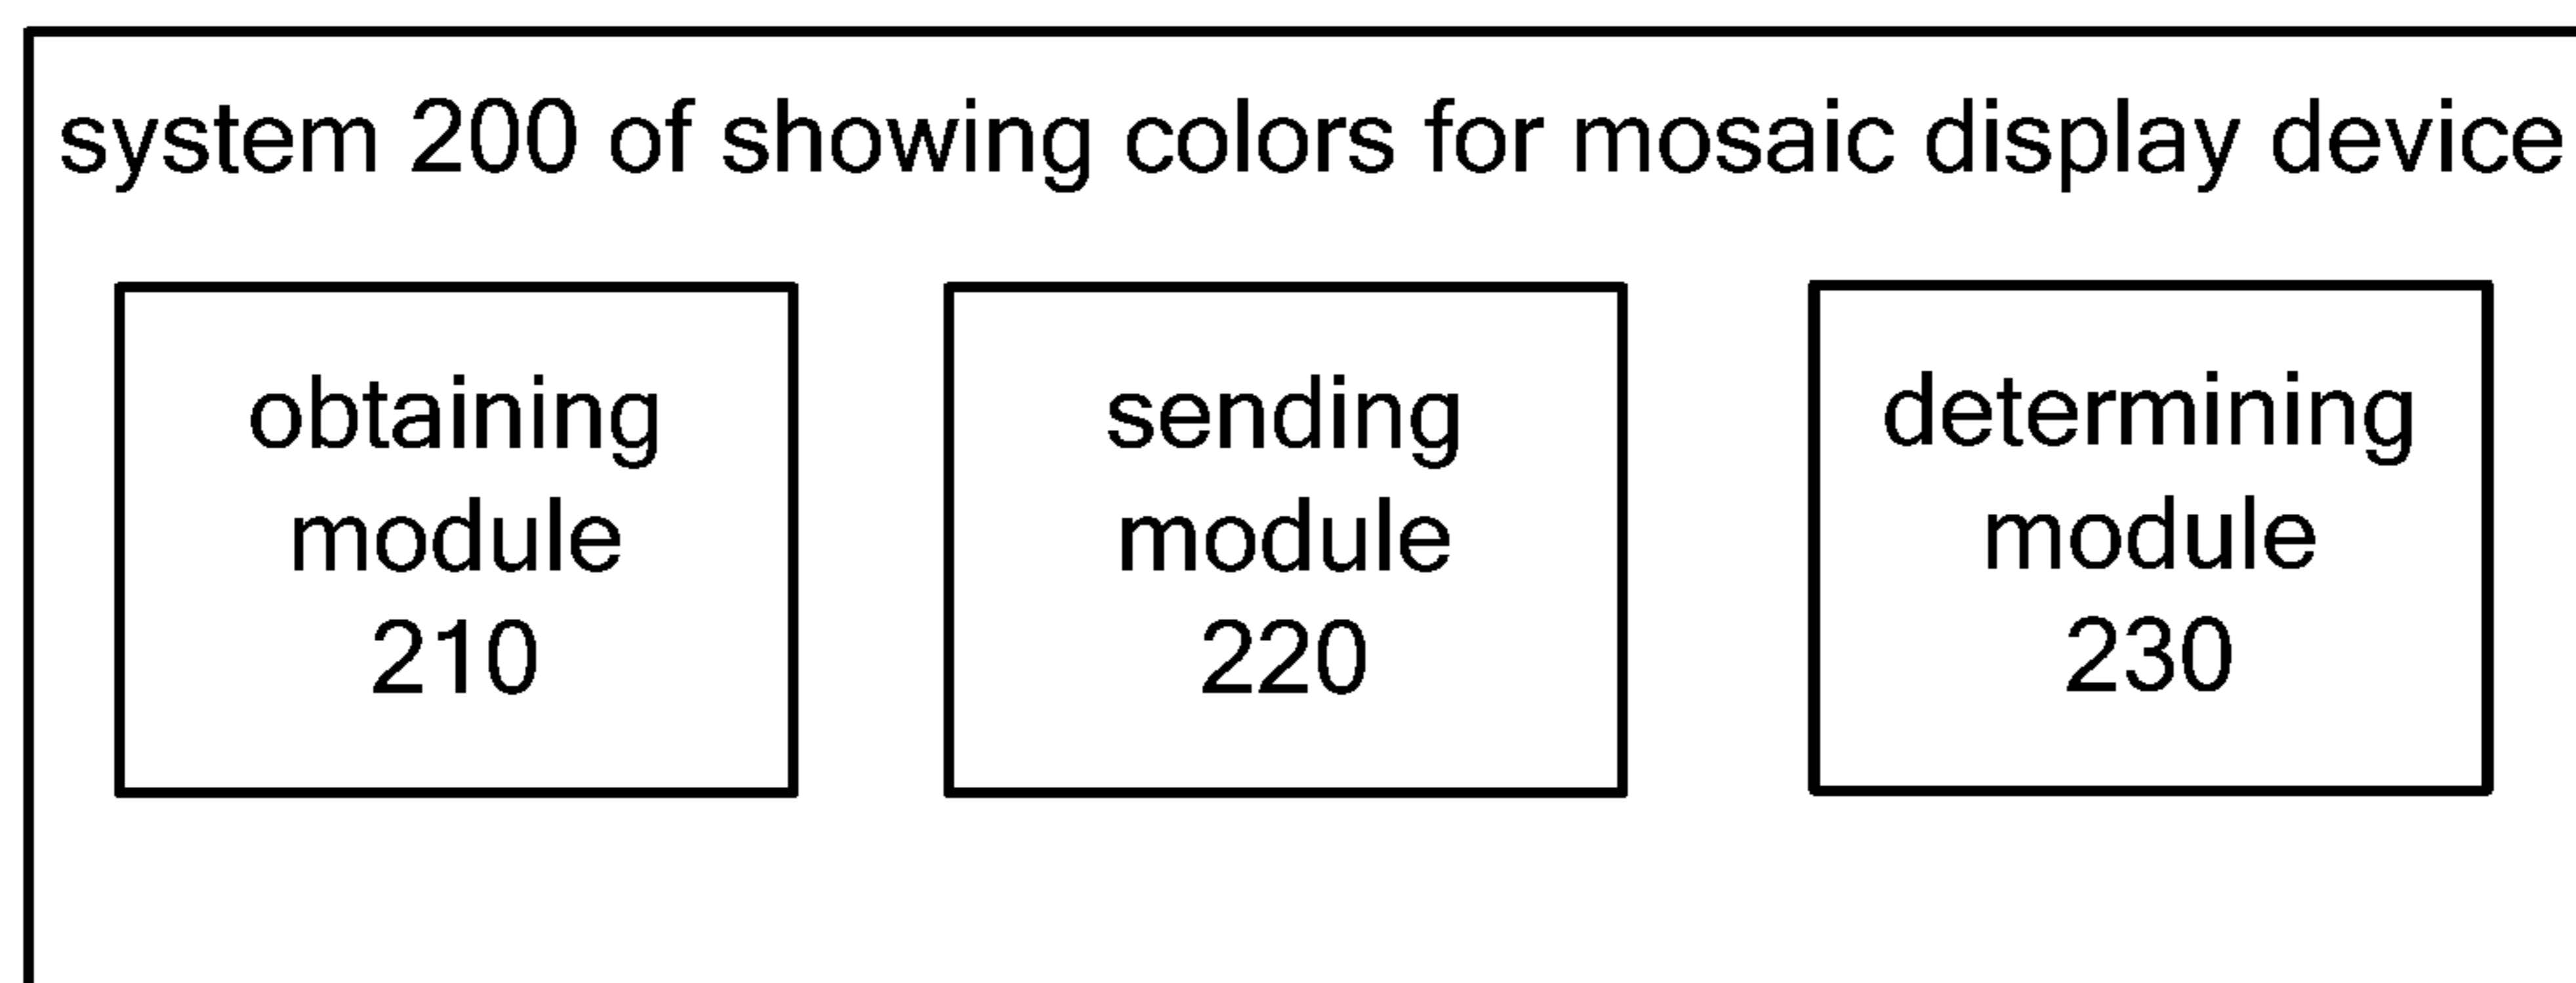 system 200 of showing colors for mosaic display device
obtaining
module
210
sending
module
220
determining
module
230